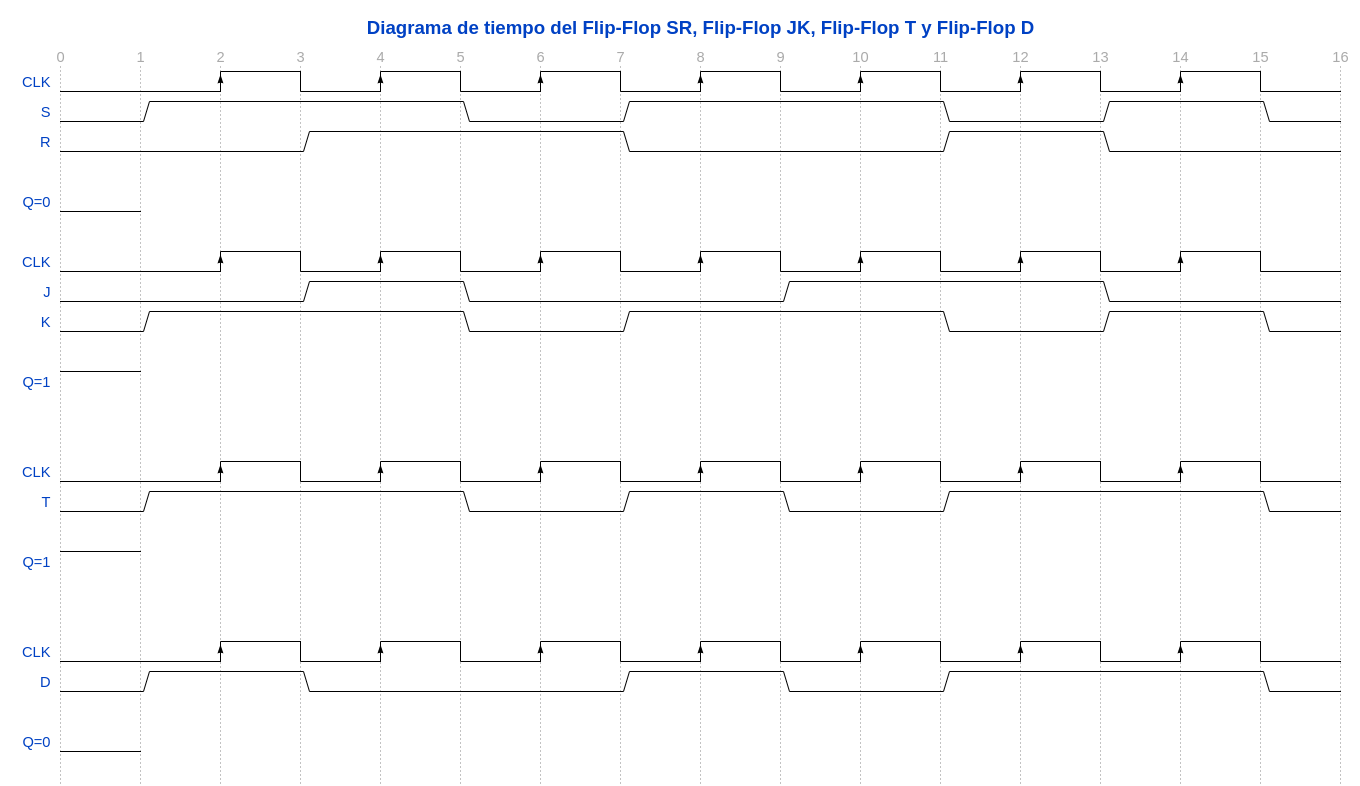 Diagrama de tiempo del Flip-Flop SR, Flip-Flop JK, Flip-Flop T y Flip-Flop D
0 1 2 3 4 5 6 7 8 9 10 11 12 13 14 15 16
CLK
S
R
Q=0
CLK
J
K
Q=1
CLK
T
Q=1
CLK
D
Q=0